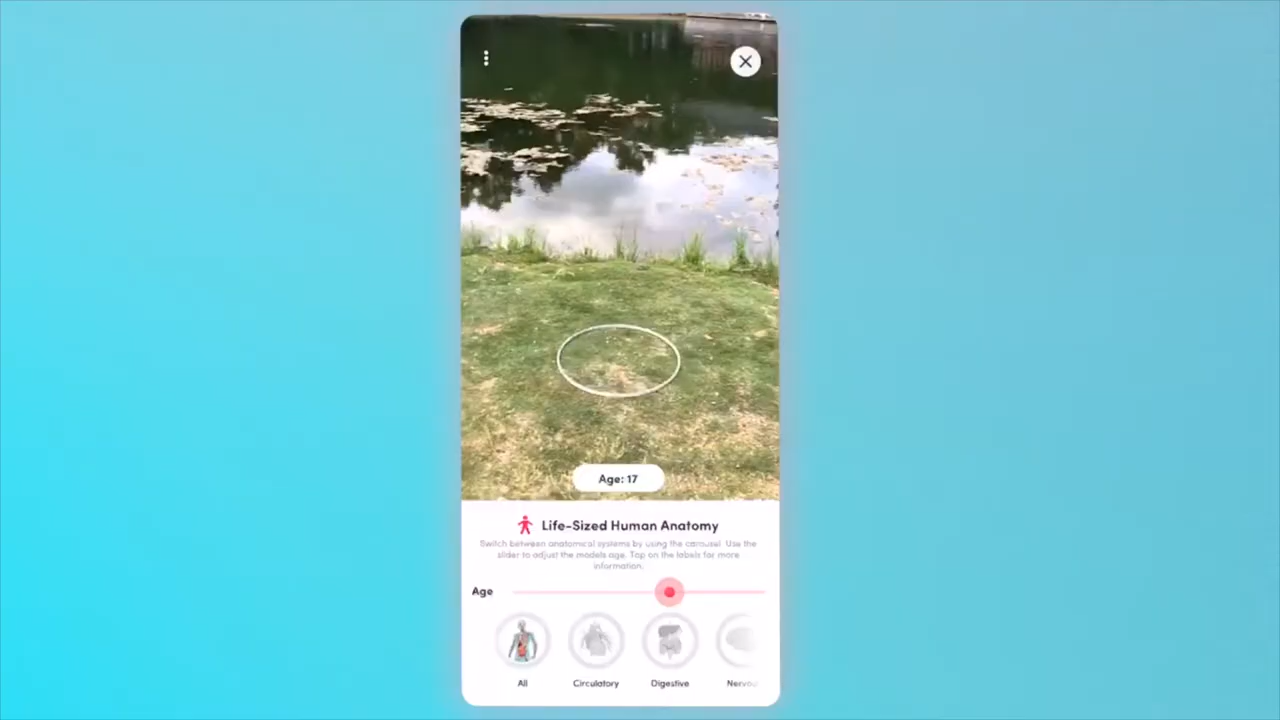 Age: 17
Life-Sized Human Anatomy
Switch between anatomical systems by using the carousel. Use the
slider to adjust the models age. Tap on the labels for more
information.
Age
All
Circulatory
Digestive
Nervou